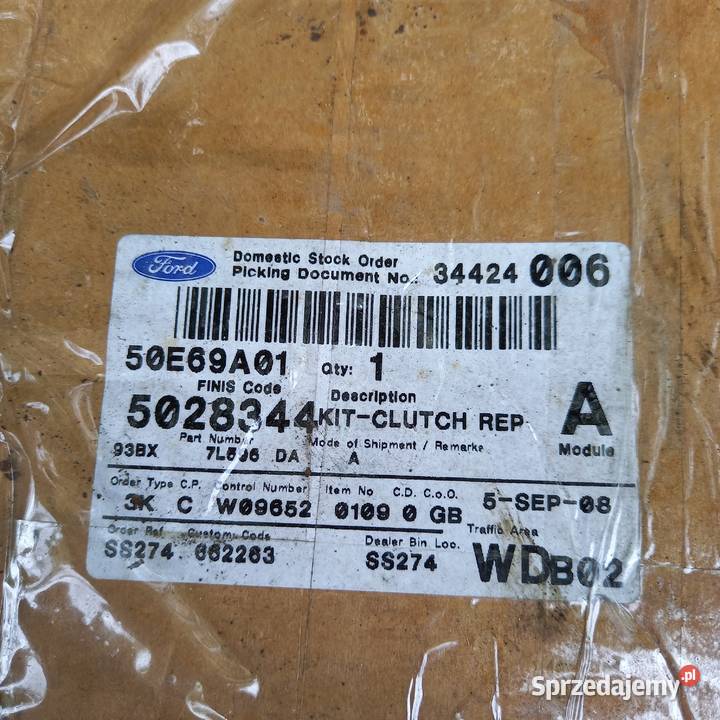 Ford
Domestic Stock Order
Picking Document No.: 34424 006
50E69A01 Qty: 1
FINIS Code Description
5028344 KIT-CLUTCH REP A
Part Number Mode of Shipment / Remarks Module
93BX 7L596 DA A
Order Type C.P. Control Number Item No C.D. C.o.O. 5-SEP-08
3K C W09652 0109 0 GB
Order Ref Custom Code Dealer Bin Loc. Traffic Area
SS274 662263 SS274 WDB02
Sprzedajemy.pl